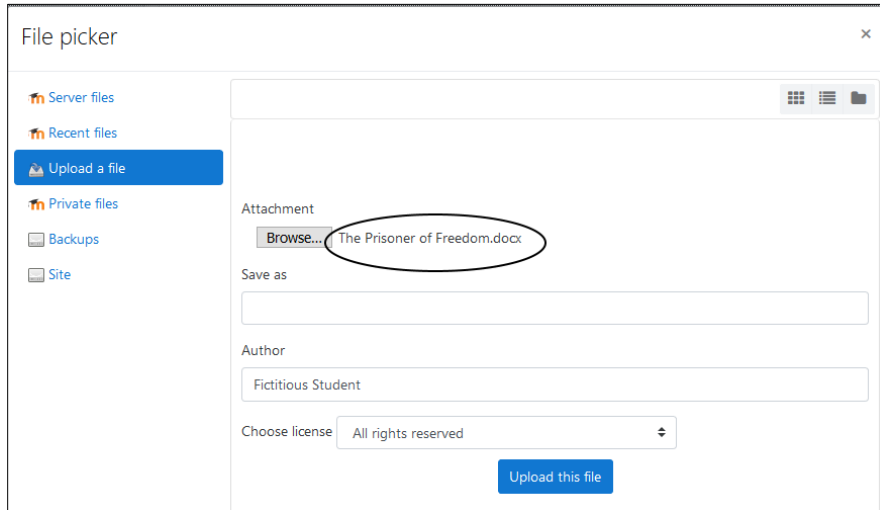 File picker
×
Server files
Recent files
Upload a file
Private files
Backups
Site
Attachment
Browse... The Prisoner of Freedom.docx
Save as
Author
Fictitious Student
Choose license All rights reserved
Upload this file